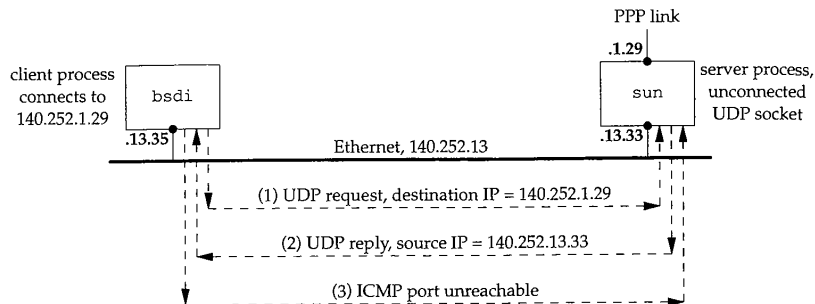 PPP link
.1.29
client process
connects to
140.252.1.29
bsdi
sun
server process,
unconnected
UDP socket
.13.35
Ethernet, 140.252.13
.13.33
(1) UDP request, destination IP = 140.252.1.29
(2) UDP reply, source IP = 140.252.13.33
(3) ICMP port unreachable